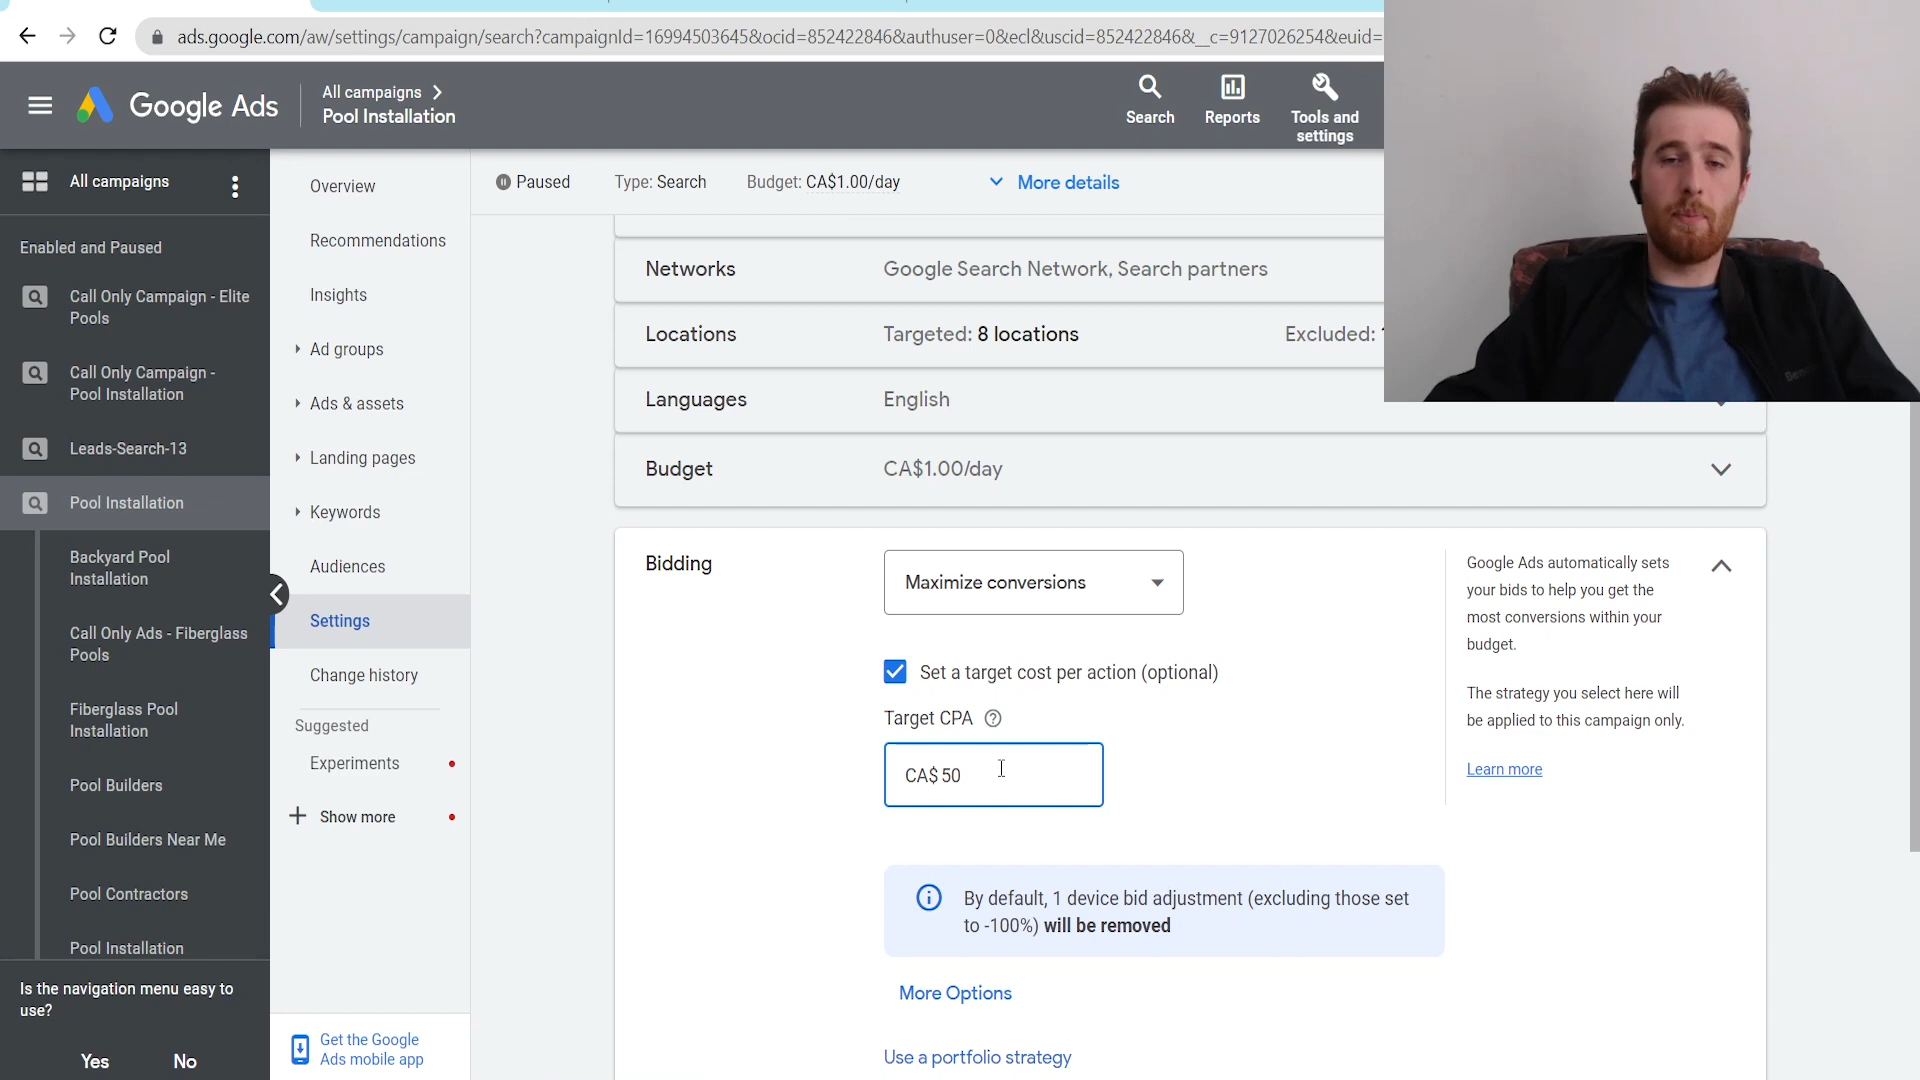 ads.google.com/aw/settings/campaign/search?campaignId=16994503645&ocid=852422846&authuser=0&ecl&uscid=852422846&__c=9127026254&euid=
Google Ads
All campaigns
Pool Installation
Search
Reports
Tools and
settings
All campaigns
Enabled and Paused
Call Only Campaign - Elite
Pools
Call Only Campaign -
Pool Installation
Leads-Search-13
Pool Installation
Backyard Pool
Installation
Call Only Ads - Fiberglass
Pools
Fiberglass Pool
Installation
Pool Builders
Pool Builders Near Me
Pool Contractors
Pool Installation
Is the navigation menu easy to
use?
Yes No
Overview
Recommendations
Insights
Ad groups
Ads & assets
Landing pages
Keywords
Audiences
Settings
Change history
Suggested
Experiments
Show more
Get the Google
Ads mobile app
Paused Type: Search Budget: CA$1.00/day More details
Networks Google Search Network, Search partners
Locations Targeted: 8 locations Excluded:
Languages English
Budget CA$1.00/day
Bidding
Maximize conversions
Set a target cost per action (optional)
Target CPA
CA$ 50
By default, 1 device bid adjustment (excluding those set
to -100%) will be removed
More Options
Use a portfolio strategy
Google Ads automatically sets
your bids to help you get the
most conversions within your
budget.
The strategy you select here will
be applied to this campaign only.
Learn more